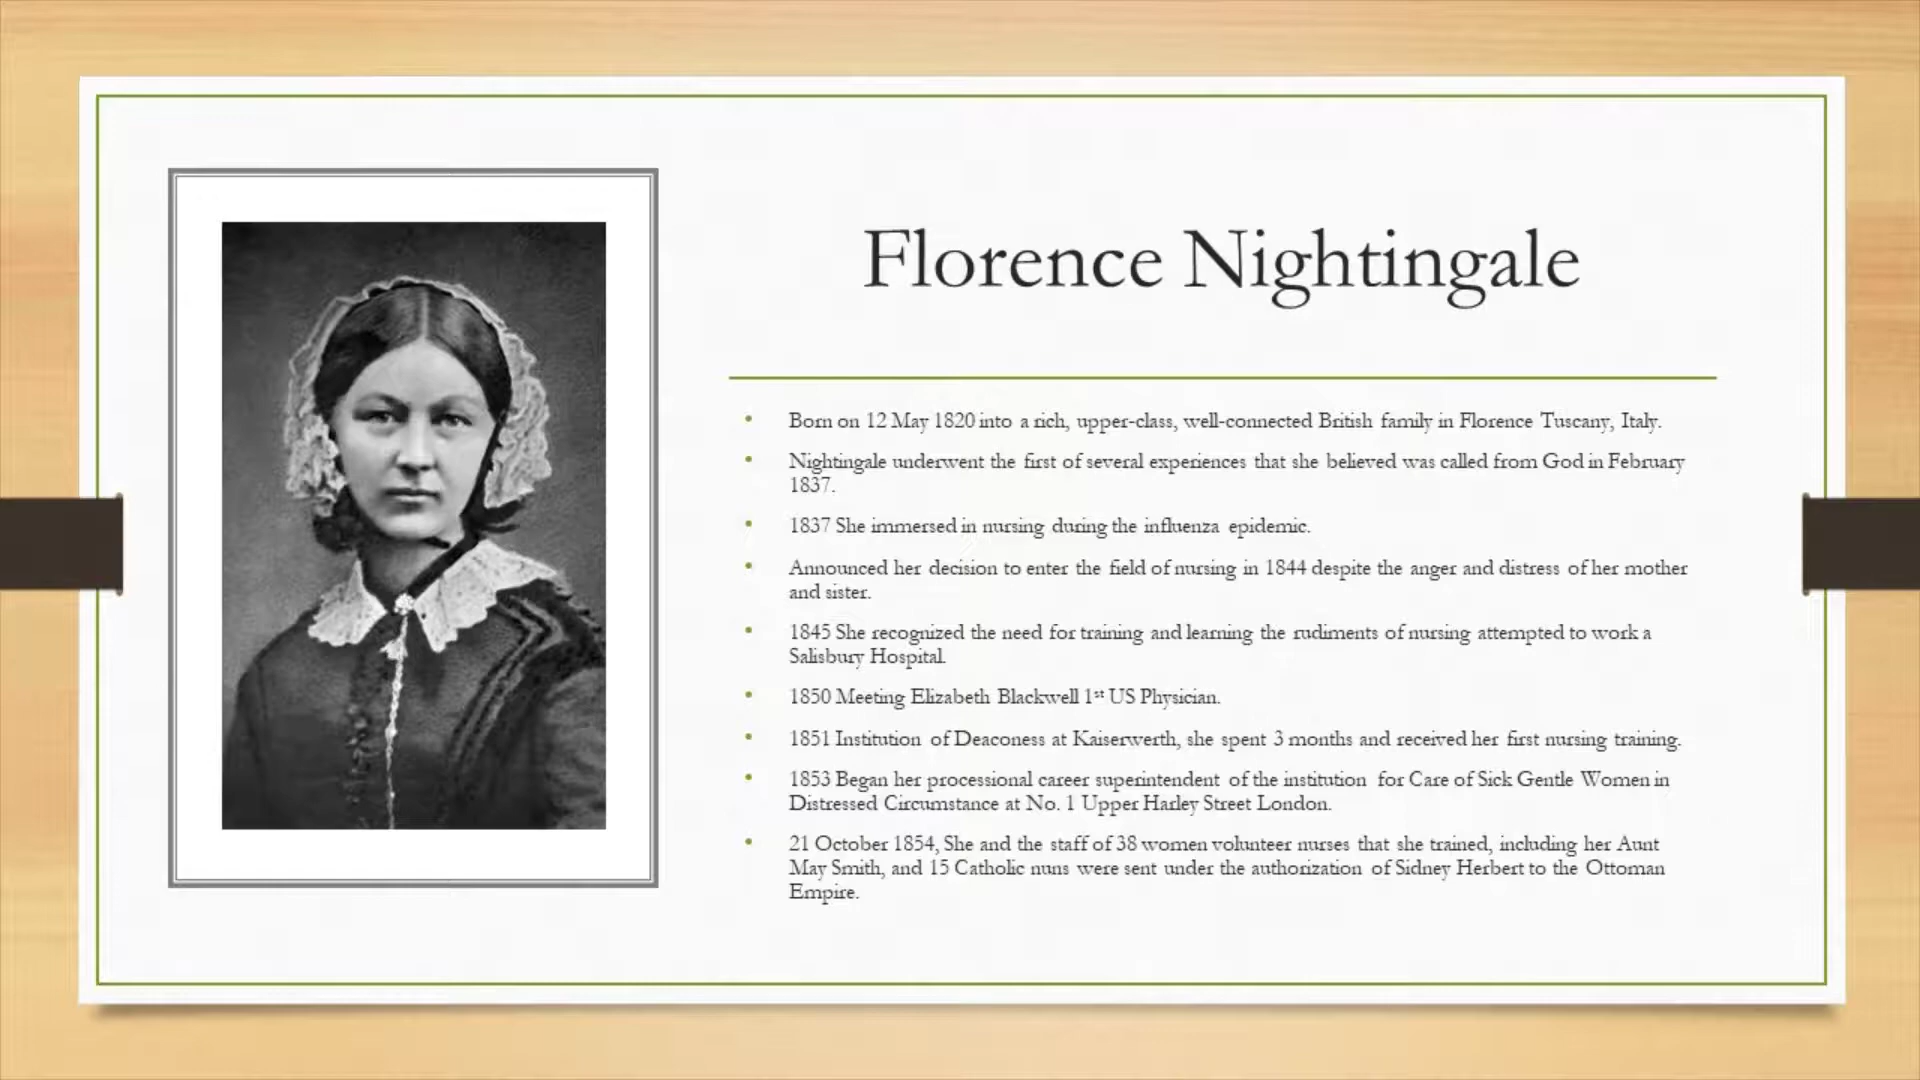 Florence Nightingale
• Born on 12 May 1820 into a rich, upper-class, well-connected British family in Florence Tuscany, Italy.
• Nightingale underwent the first of several experiences that she believed was called from God in February
1837.
• 1837 She immersed in nursing during the influenza epidemic.
• Announced her decision to enter the field of nursing in 1844 despite the anger and distress of her mother
and sister.
• 1845 She recognized the need for training and learning the rudiments of nursing attempted to work a
Salisbury Hospital.
• 1850 Meeting Elizabeth Blackwell 1st US Physician.
• 1851 Institution of Deaconess at Kaiserwerth, she spent 3 months and received her first nursing training.
• 1853 Began her processional career superintendent of the institution for Care of Sick Gentle Women in
Distressed Circumstance at No. 1 Upper Harley Street London.
• 21 October 1854, She and the staff of 38 women volunteer nurses that she trained, including her Aunt
May Smith, and 15 Catholic nuns were sent under the authorization of Sidney Herbert to the Ottoman
Empire.